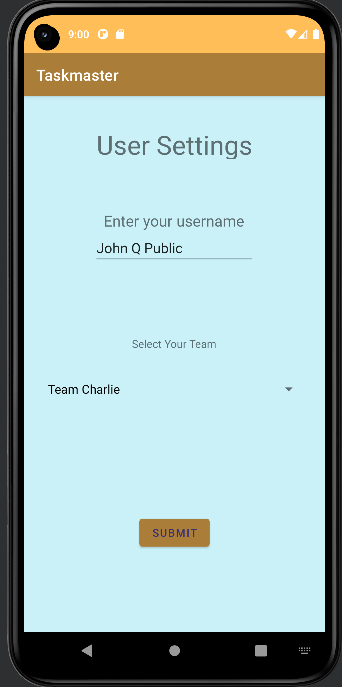 9:00
Taskmaster
User Settings
Enter your username
John Q Public
Select Your Team
Team Charlie
SUBMIT